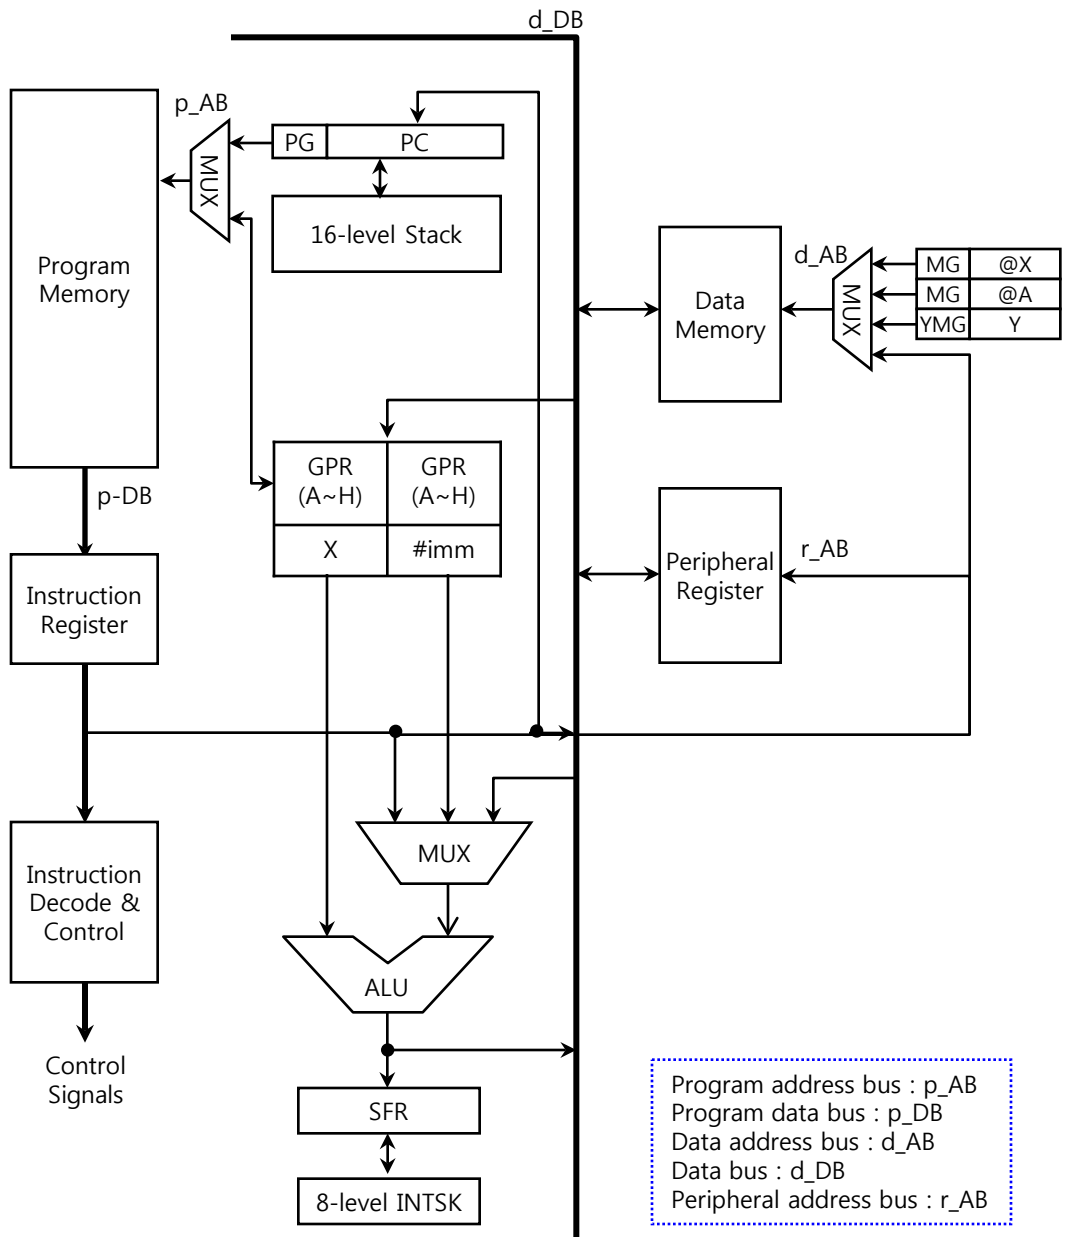 d_DB
p_AB
PG
PC
MUX
16-level Stack
Program
Memory
d_AB
MG
@X
MG
@A
YMG
Y
MUX
Data
Memory
GPR
(A~H)
GPR
(A~H)
X
#imm
p-DB
r_AB
Peripheral
Register
Instruction
Register
MUX
Instruction
Decode &
Control
ALU
Control
Signals
SFR
8-level INTSK
Program address bus : p_AB
Program data bus : p_DB
Data address bus : d_AB
Data bus : d_DB
Peripheral address bus : r_AB